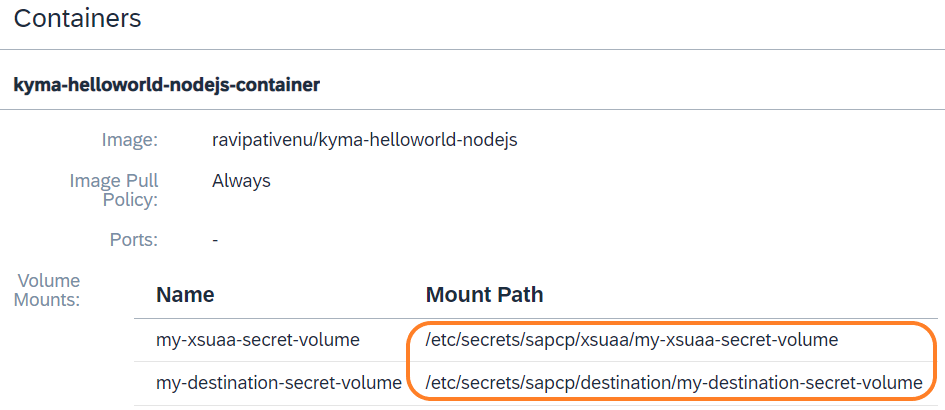 Containers
kyma-helloworld-nodejs-container
Image: ravipativenu/kyma-helloworld-nodejs
Image Pull Policy: Always
Ports: -
Volume Mounts:
Name Mount Path
my-xsuaa-secret-volume /etc/secrets/sapcp/xsuaa/my-xsuaa-secret-volume
my-destination-secret-volume /etc/secrets/sapcp/destination/my-destination-secret-volume